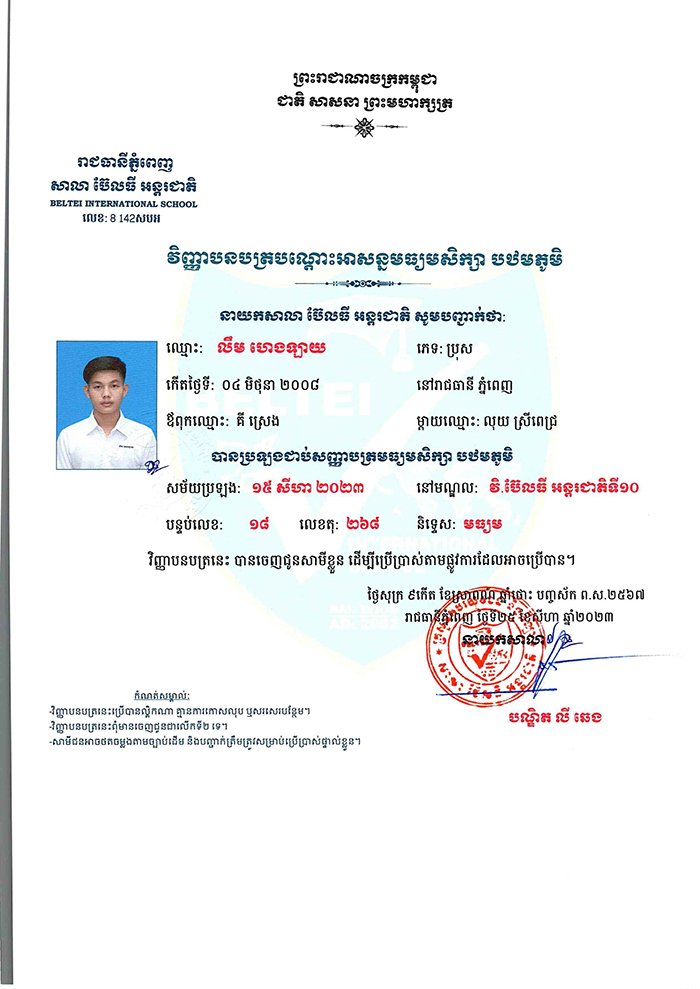 ព្រះរាជាណាចក្រកម្ពុជា
ជាតិ សាសនា ព្រះមហាក្សត្រ
រាជធានីភ្នំពេញ
សាលា ប៊ែលធី អន្តរជាតិ
BELTEI INTERNATIONAL SCHOOL
លេខ: 8 142សបអ
វិញ្ញាបនបត្របណ្តោះអាសន្នមធ្យមសិក្សា បឋមភូមិ
នាយកសាលា ប៊ែលធី អន្តរជាតិ សូមបញ្ជាក់ថា:
ឈ្មោះ: លឹម ហេងឡាយ ភេទ: ប្រុស
កើតថ្ងៃទី: ០៤ មិថុនា ២០០៨ នៅរាជធានី ភ្នំពេញ
ឪពុកឈ្មោះ: គី ស្រេង ម្តាយឈ្មោះ: លុយ ស្រីពេជ្រ
បានប្រឡងជាប់សញ្ញាបត្រមធ្យមសិក្សា បឋមភូមិ
សម័យប្រឡង: ១៥ សីហា ២០២៣ នៅមណ្ឌល: វិ.ប៊ែលធី អន្តរជាតិទី១០
បន្ទប់លេខ: ១៨ លេខតុ: ២៦៨ និទ្ទេស: មធ្យម
វិញ្ញាបនបត្រនេះ បានចេញជូនសាមីខ្លួន ដើម្បីប្រើប្រាស់តាមផ្លូវការដែលអាចប្រើបាន។
ថ្ងៃសុក្រ ៩កើត ខែស្រាពណ៍ ឆ្នាំថោះ បញ្ចស័ក ព.ស.២៥៦៧
រាជធានីភ្នំពេញ ថ្ងៃទី២៥ ខែសីហា ឆ្នាំ២០២៣
នាយកសាលា
បណ្ឌិត លី ឆេង
កំណត់សម្គាល់:
-វិញ្ញាបនបត្រនេះប្រើបានល្គឹកណា គ្មានការកោសលុប ឬសរសេរបន្ថែម។
-វិញ្ញាបនបត្រនេះពុំមានចេញជូនជាលើកទី២ ទេ។
-សាមីជនអាចថតចម្លងតាមច្បាប់ដើម និងបញ្ជាក់ត្រឹមត្រូវសម្រាប់ប្រើប្រាស់ផ្ទាល់ខ្លួន។